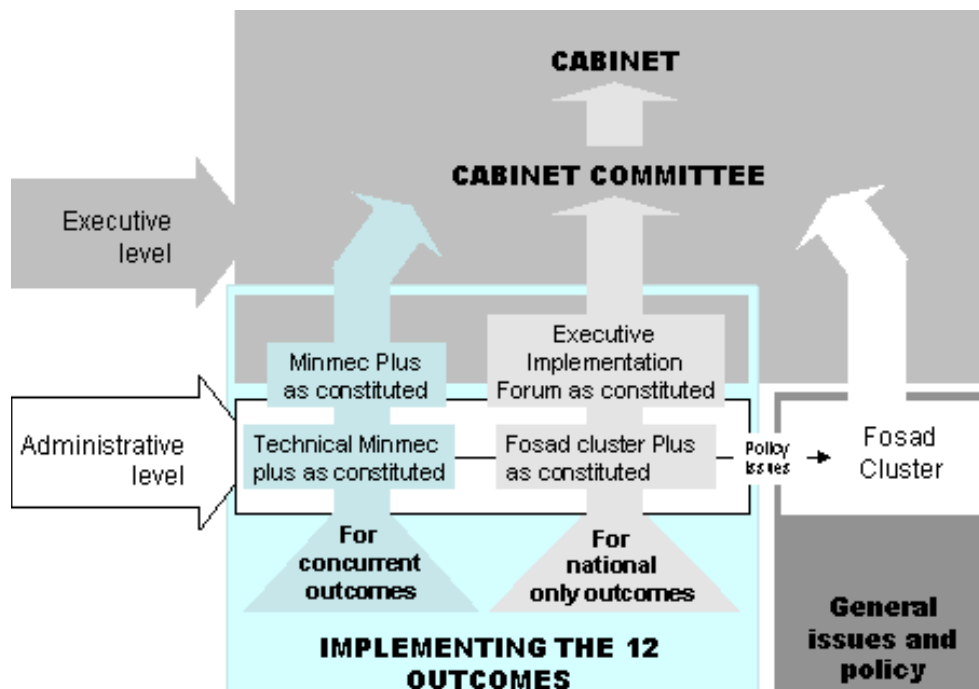 CABINET
CABINET COMMITTEE
Executive
level
Minmec Plus
as constituted
Executive
Implementation
Forum as constituted
Administrative
level
Technical Minmec
plus as constituted
Fosad cluster Plus
as constituted
Policy
issues
Fosad
Cluster
For
concurrent
outcomes
For
national
only outcomes
IMPLEMENTING THE 12
OUTCOMES
General
issues and
policy